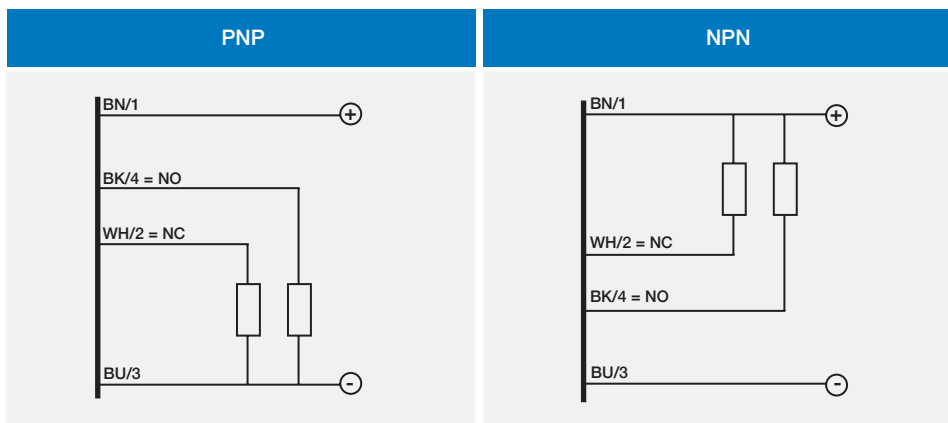 PNP
BN/1
+
BK/4 = NO
WH/2 = NC
BU/3
-
NPN
BN/1
+
WH/2 = NC
BK/4 = NO
BU/3
-